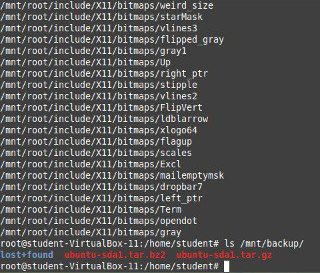 /mnt/root/include/X11/bitmaps/weird_size
/mnt/root/include/X11/bitmaps/starMask
/mnt/root/include/X11/bitmaps/vlines3
/mnt/root/include/X11/bitmaps/flipped_gray
/mnt/root/include/X11/bitmaps/gray1
/mnt/root/include/X11/bitmaps/Up
/mnt/root/include/X11/bitmaps/right_ptr
/mnt/root/include/X11/bitmaps/stipple
/mnt/root/include/X11/bitmaps/vlines2
/mnt/root/include/X11/bitmaps/FlipVert
/mnt/root/include/X11/bitmaps/ldblarrow
/mnt/root/include/X11/bitmaps/xlogo64
/mnt/root/include/X11/bitmaps/flagup
/mnt/root/include/X11/bitmaps/scales
/mnt/root/include/X11/bitmaps/Excl
/mnt/root/include/X11/bitmaps/mailemptymsk
/mnt/root/include/X11/bitmaps/dropbar7
/mnt/root/include/X11/bitmaps/left_ptr
/mnt/root/include/X11/bitmaps/Term
/mnt/root/include/X11/bitmaps/opendot
/mnt/root/include/X11/bitmaps/gray
root@student-VirtualBox-11:/home/student# ls /mnt/backup/
lost+found  ubuntu-sda1.tar.bz2  ubuntu-sda1.tar.gz
root@student-VirtualBox-11:/home/student#